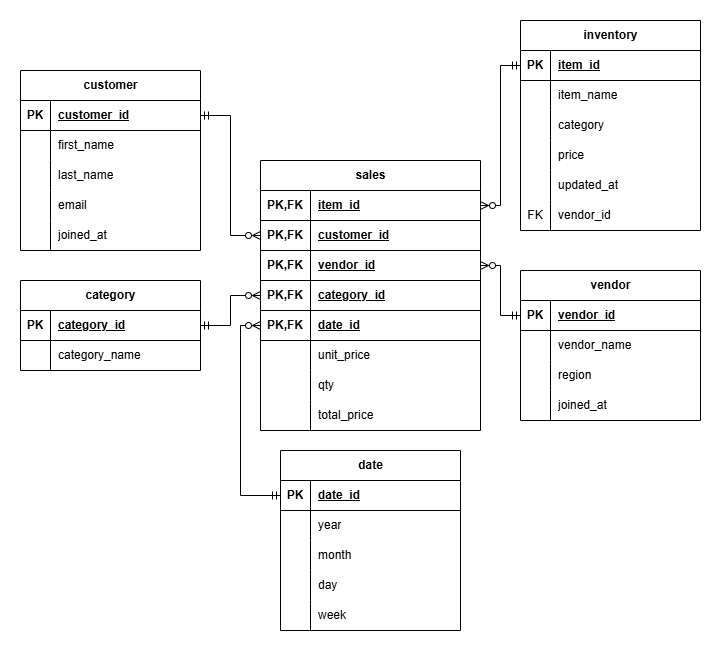 customer
PK customer_id
first_name
last_name
email
joined_at
category
PK category_id
category_name
sales
PK,FK item_id
PK,FK customer_id
PK,FK vendor_id
PK,FK category_id
PK,FK date_id
unit_price
qty
total_price
date
PK date_id
year
month
day
week
inventory
PK item_id
item_name
category
price
updated_at
FK vendor_id
vendor
PK vendor_id
vendor_name
region
joined_at